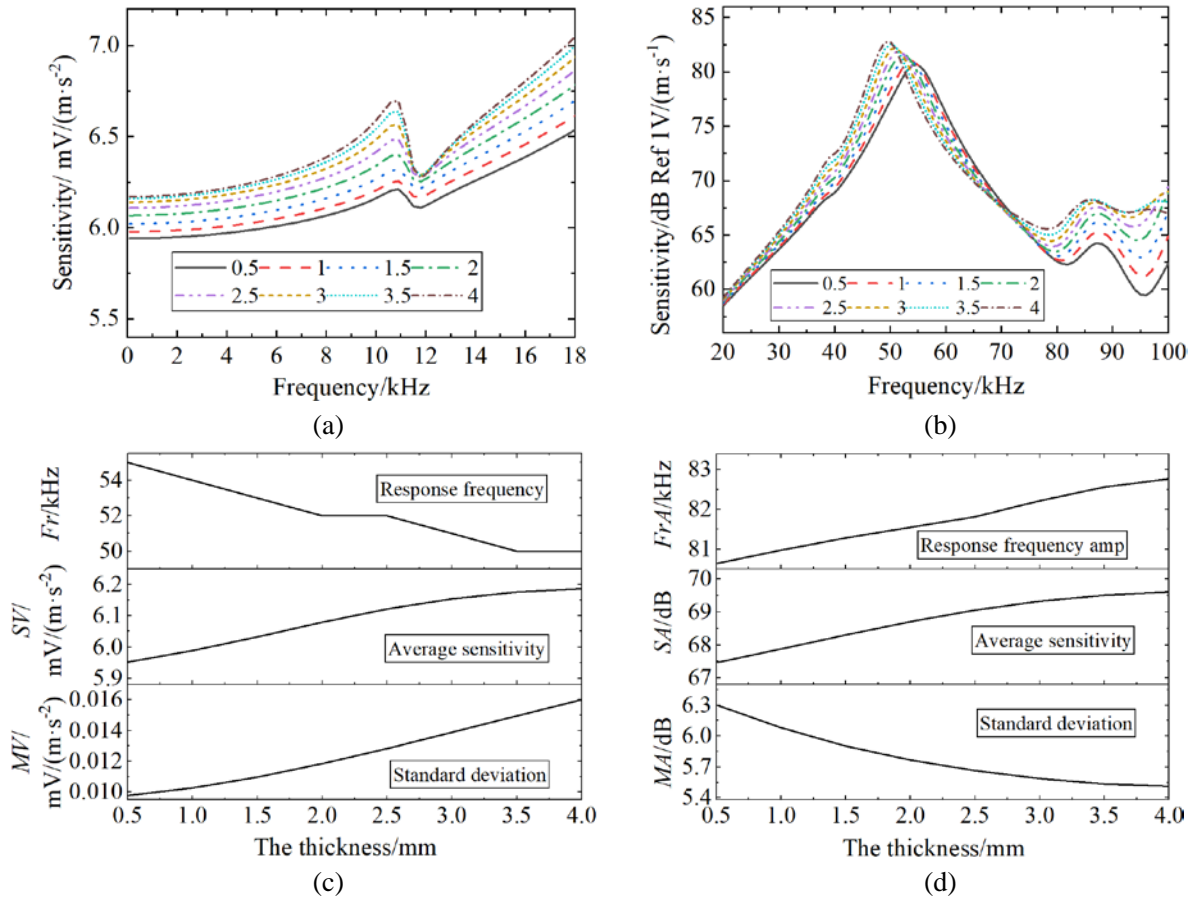 Sensitivity/ mV/(m·s⁻²)
7.0
6.5
6.0
5.5
0.5 1 1.5 2
2.5 3 3.5 4
0 2 4 6 8 10 12 14 16 18
Frequency/kHz
(a)
Sensitivity/dB Ref 1V/(m·s⁻¹)
85
80
75
70
65
60
0.5 1 1.5 2
2.5 3 3.5 4
20 30 40 50 60 70 80 90 100
Frequency/kHz
(b)
Fr/kHz
54
52
50
Response frequency
SV/
mV/(m·s⁻²)
6.2
6.1
6.0
5.9
Average sensitivity
MV/
mV/(m·s⁻²)
0.016
0.014
0.012
0.010
Standard deviation
0.5 1.0 1.5 2.0 2.5 3.0 3.5 4.0
The thickness/mm
(c)
FrA/kHz
83
82
81
Response frequency amp
SA/dB
70
69
68
67
Average sensitivity
MA/dB
6.3
6.0
5.7
5.4
Standard deviation
0.5 1.0 1.5 2.0 2.5 3.0 3.5 4.0
The thickness/mm
(d)